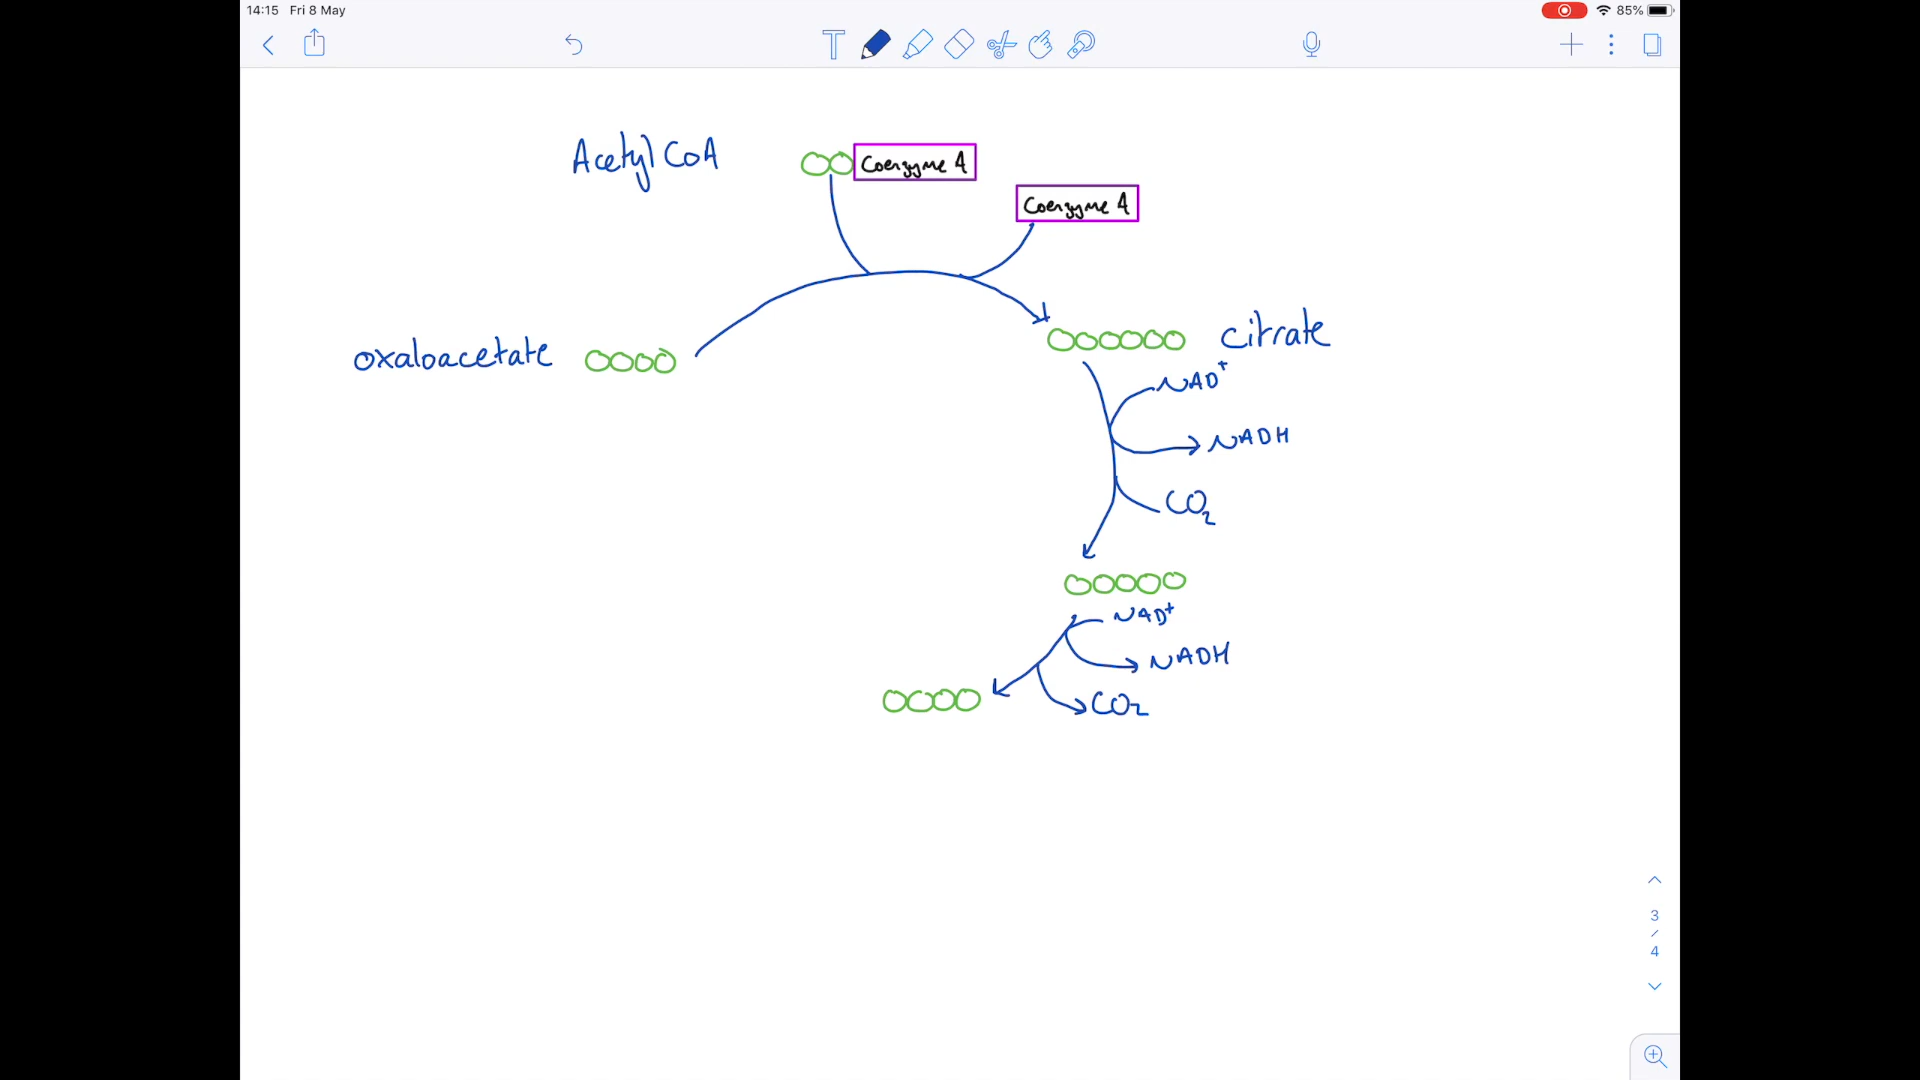 14:15 Fri 8 May
85%
T
Acetyl CoA
Coenzyme A
Coenzyme A
oxaloacetate
citrate
NAD+
NADH
CO2
NAD+
NADH
CO2
3
/
4